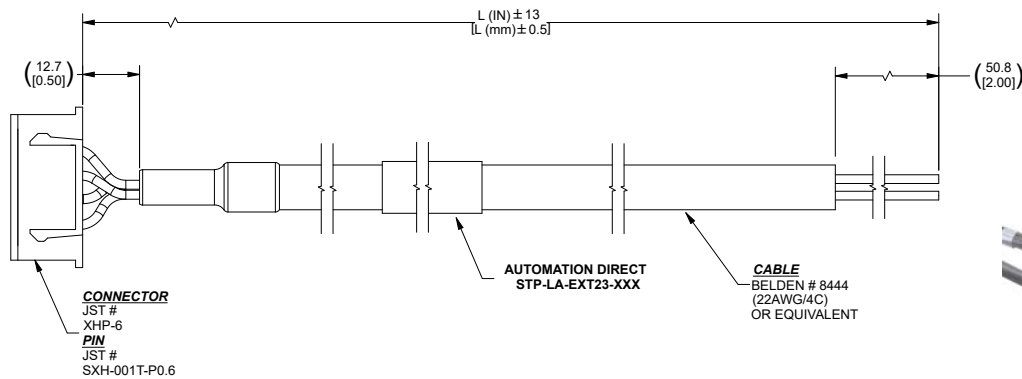 L (IN) ± 13
[L (mm) ± 0.5]
(12.7
[0.50])
(50.8
[2.00])
AUTOMATION DIRECT
STP-LA-EXT23-XXX
CABLE
BELDEN # 8444
(22AWG/4C)
OR EQUIVALENT
CONNECTOR
JST #
XHP-6
PIN
JST #
SXH-001T-P0.6